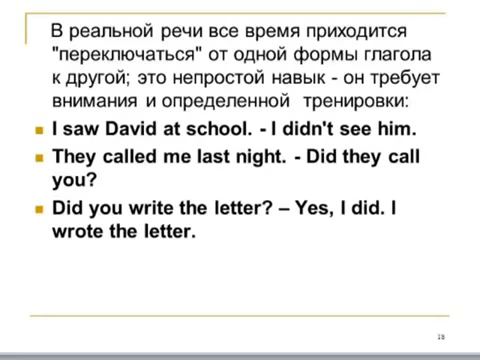 В реальной речи все время приходится
"переключаться" от одной формы глагола
к другой; это непростой навык - он требует
внимания и определенной тренировки:
I saw David at school. - I didn't see him.
They called me last night. - Did they call
you?
Did you write the letter? – Yes, I did. I
wrote the letter.
18